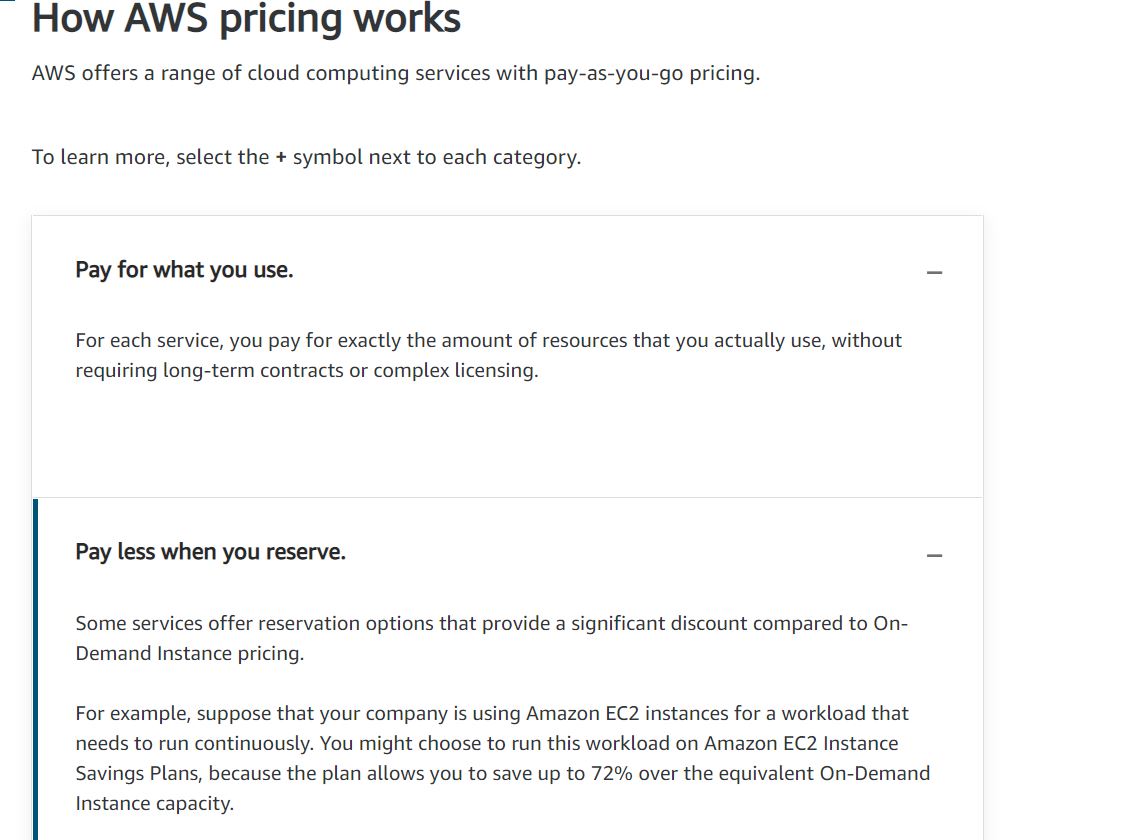 How AWS pricing works
AWS offers a range of cloud computing services with pay-as-you-go pricing.
To learn more, select the + symbol next to each category.
Pay for what you use.
For each service, you pay for exactly the amount of resources that you actually use, without
requiring long-term contracts or complex licensing.
Pay less when you reserve.
Some services offer reservation options that provide a significant discount compared to On-
Demand Instance pricing.
For example, suppose that your company is using Amazon EC2 instances for a workload that
needs to run continuously. You might choose to run this workload on Amazon EC2 Instance
Savings Plans, because the plan allows you to save up to 72% over the equivalent On-Demand
Instance capacity.